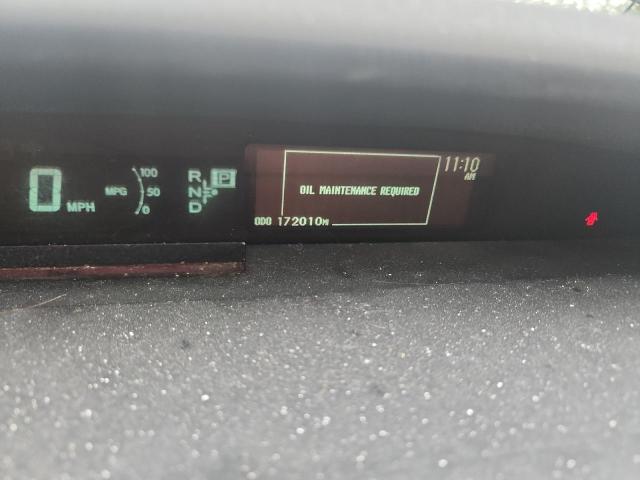 0 MPH
MPG
100
50
0
R
N
D
P
OIL MAINTENANCE REQUIRED
11:10
AM
ODO 172010MI